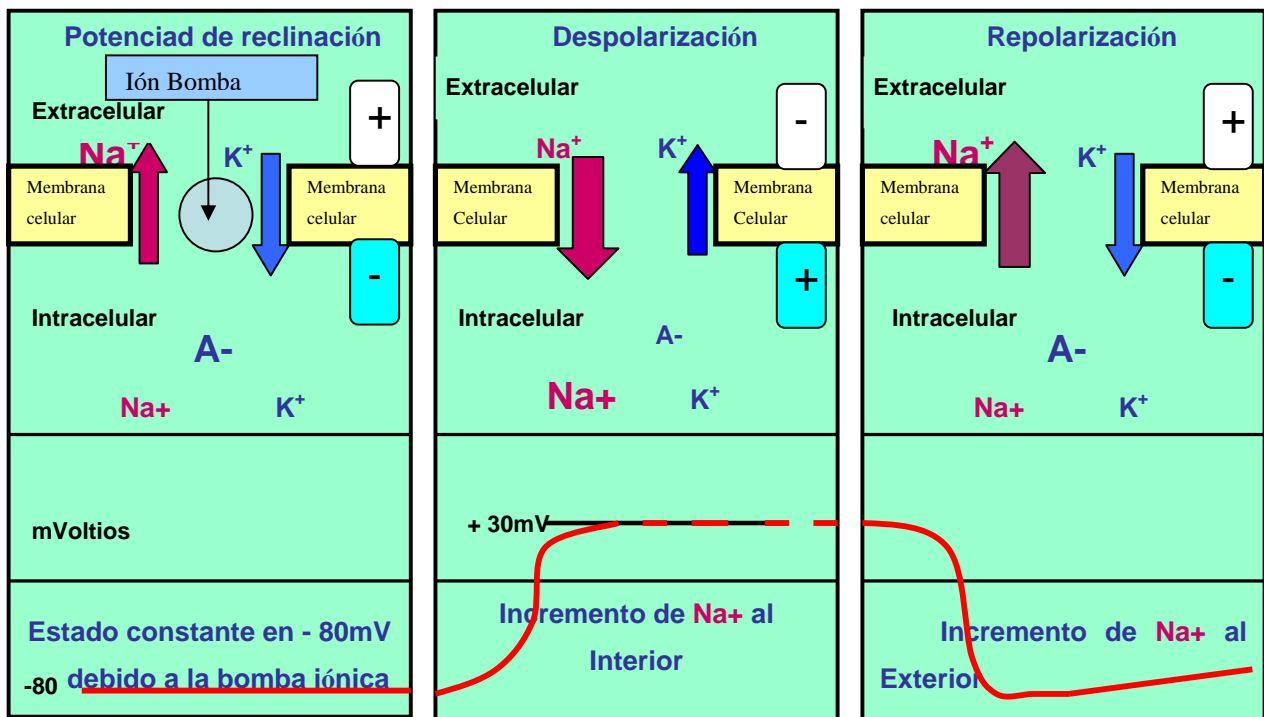 Potenciad de reclinación
Ión Bomba
Extracelular
+
Na+
K+
Membrana
celular
Membrana
celular
-
Intracelular
A-
Na+
K+
mVoltios
Estado constante en - 80mV
debido a la bomba iónica
-80
Despolarización
Extracelular
-
Na+
K+
Membrana
Celular
Membrana
Celular
+
Intracelular
A-
Na+
K+
+ 30mV
Incremento de Na+ al
Interior
Repolarización
Extracelular
+
Na+
K+
Membrana
celular
Membrana
celular
-
Intracelular
A-
Na+
K+
Incremento de Na+ al
Exterior